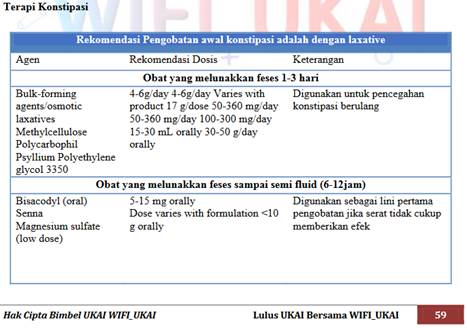 WIFI UKAI
Terapi Konstipasi
Rekomendasi Pengobatan awal konstipasi adalah dengan laxative
Agen Rekomendasi Dosis Keterangan
Obat yang melunakkan feses 1-3 hari
Bulk-forming
agents/osmotic
laxatives
Methylcellulose
Polycarbophil
Psyllium Polyethylene
glycol 3350
4-6g/day 4-6g/day Varies with
product 17 g/dose 50-360 mg/day
50-360 mg/day 100-300 mg/day
15-30 mL orally 30-50 g/day
orally
Digunakan untuk pencegahan
konstipasi berulang
Obat yang melunakkan feses sampai semi fluid (6-12jam)
Bisacodyl (oral)
Senna
Magnesium sulfate
(low dose)
5-15 mg orally
Dose varies with formulation <10
g orally
Digunakan sebagai lini pertama
pengobatan jika serat tidak cukup
memberikan efek
Hak Cipta Bimbel UKAI WIFI_UKAI Lulus UKAI Bersama WIFI_UKAI 59